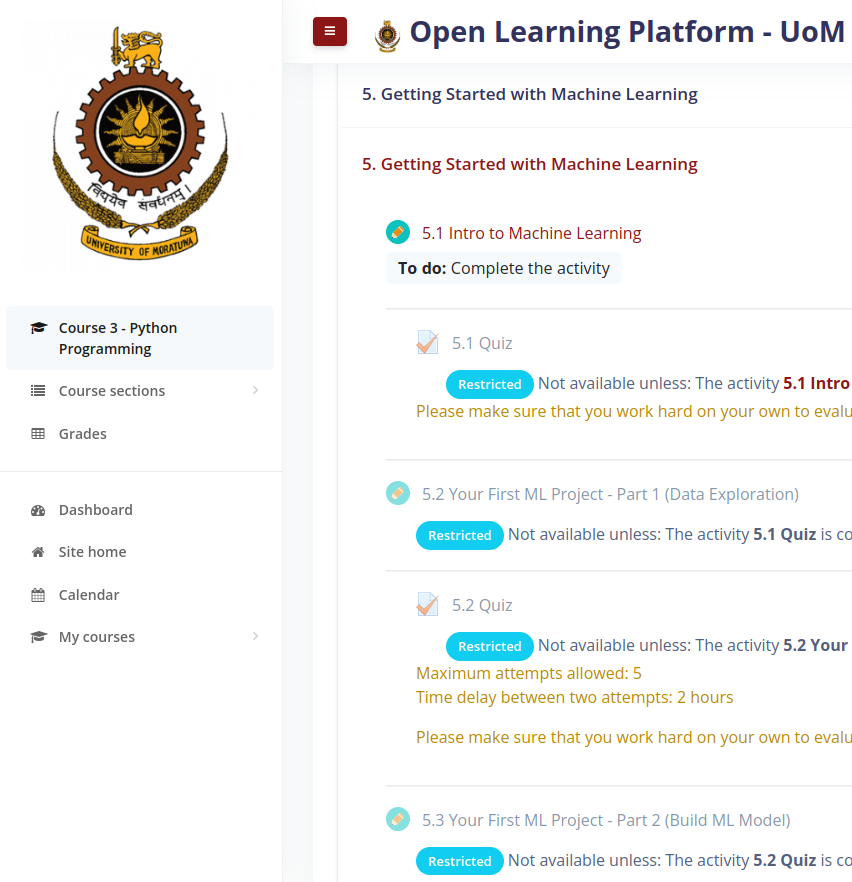 विद्ययैव संवर्धनम्।
UNIVERSITY OF MORATUWA
Course 3 - Python
Programming
Course sections
Grades
Dashboard
Site home
Calendar
My courses
Open Learning Platform - UoM
5. Getting Started with Machine Learning
5. Getting Started with Machine Learning
5.1 Intro to Machine Learning
To do: Complete the activity
5.1 Quiz
Restricted Not available unless: The activity 5.1 Intro
Please make sure that you work hard on your own to evalu
5.2 Your First ML Project - Part 1 (Data Exploration)
Restricted Not available unless: The activity 5.1 Quiz is co
5.2 Quiz
Restricted Not available unless: The activity 5.2 Your
Maximum attempts allowed: 5
Time delay between two attempts: 2 hours
Please make sure that you work hard on your own to evalu
5.3 Your First ML Project - Part 2 (Build ML Model)
Restricted Not available unless: The activity 5.2 Quiz is co